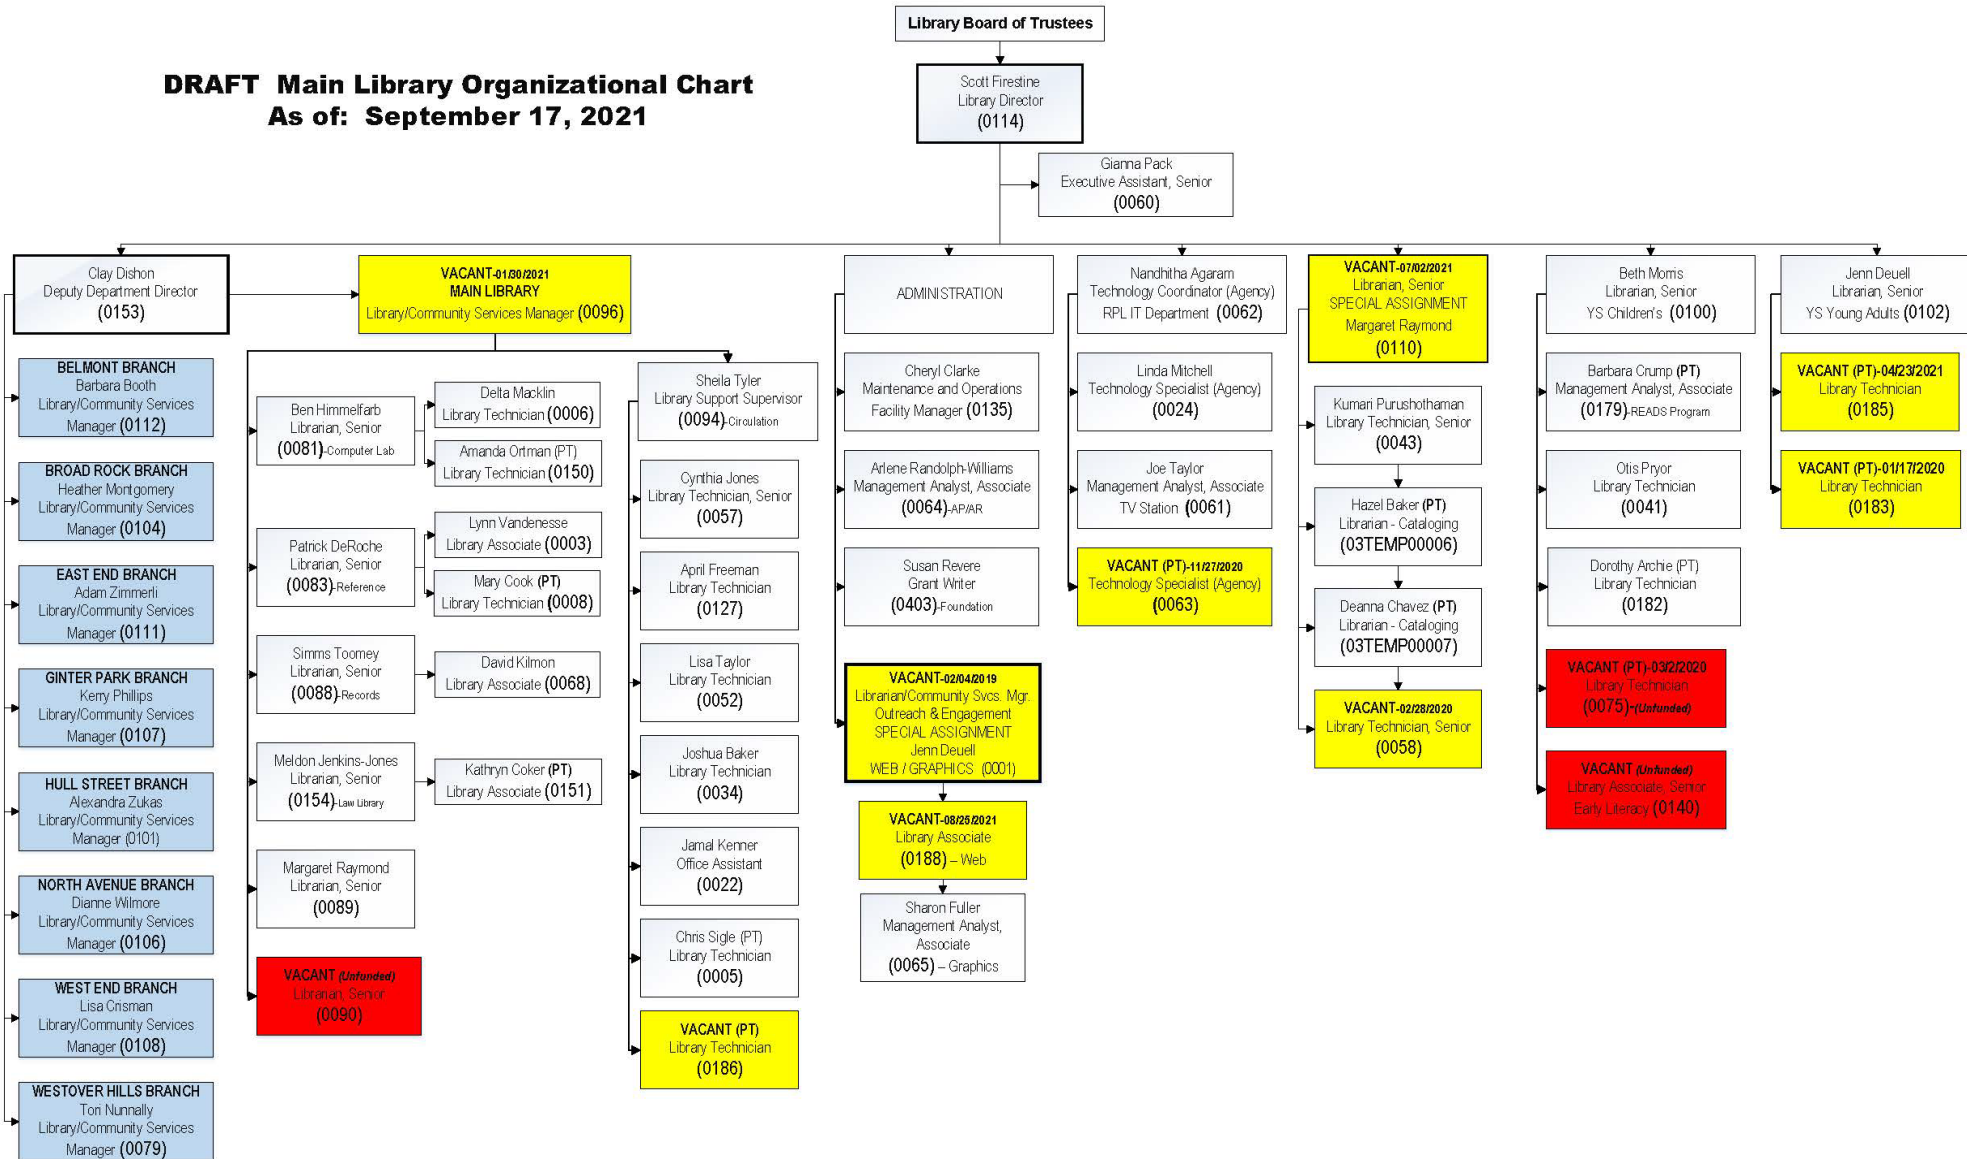 Library Board of Trustees
DRAFT Main Library Organizational Chart
As of: September 17, 2021
Scott Firestine
Library Director
(0114)
Gianna Pack
Executive Assistant, Senior
(0060)
Clay Dishon
Deputy Department Director
(0153)
BELMONT BRANCH
Barbara Booth
Library/Community Services
Manager (0112)
BROAD ROCK BRANCH
Heather Montgomery
Library/Community Services
Manager (0104)
EAST END BRANCH
Adam Zimmerli
Library/Community Services
Manager (0111)
GINTER PARK BRANCH
Kerry Phillips
Library/Community Services
Manager (0107)
HULL STREET BRANCH
Alexandra Zukas
Library/Community Services
Manager (0101)
NORTH AVENUE BRANCH
Dianne Wilmore
Library/Community Services
Manager (0106)
WEST END BRANCH
Lisa Crisman
Library/Community Services
Manager (0108)
WESTOVER HILLS BRANCH
Tori Nunnally
Library/Community Services
Manager (0079)
VACANT-01/30/2021
MAIN LIBRARY
Library/Community Services Manager (0096)
Ben Himmelfarb
Librarian, Senior
(0081)-Computer Lab
Delta Macklin
Library Technician (0006)
Amanda Ortman (PT)
Library Technician (0150)
Patrick DeRoche
Librarian, Senior
(0083)-Reference
Lynn Vandenesse
Library Associate (0003)
Mary Cook (PT)
Library Technician (0008)
Simms Toomey
Librarian, Senior
(0088)-Records
David Kilmon
Library Associate (0068)
Meldon Jenkins-Jones
Librarian, Senior
(0154)-Law Library
Kathryn Coker (PT)
Library Associate (0151)
Margaret Raymond
Librarian, Senior
(0089)
VACANT (Unfunded)
Librarian, Senior
(0090)
Sheila Tyler
Library Support Supervisor
(0094)-Circulation
Cynthia Jones
Library Technician, Senior
(0057)
April Freeman
Library Technician
(0127)
Lisa Taylor
Library Technician
(0052)
Joshua Baker
Library Technician
(0034)
Jamal Kenner
Office Assistant
(0022)
Chris Sigle (PT)
Library Technician
(0005)
VACANT (PT)
Library Technician
(0186)
ADMINISTRATION
Cheryl Clarke
Maintenance and Operations
Facility Manager (0135)
Arlene Randolph-Williams
Management Analyst, Associate
(0064)-AP/AR
Susan Revere
Grant Writer
(0403)-Foundation
VACANT-02/04/2019
Librarian/Community Svcs. Mgr.
Outreach & Engagement
SPECIAL ASSIGNMENT
Jenn Deuell
WEB / GRAPHICS (0001)
VACANT-08/25/2021
Library Associate
(0188) – Web
Sharon Fuller
Management Analyst,
Associate
(0065) – Graphics
Nandhitha Agaram
Technology Coordinator (Agency)
RPL IT Department (0062)
Linda Mitchell
Technology Specialist (Agency)
(0024)
Joe Taylor
Management Analyst, Associate
TV Station (0061)
VACANT (PT)-11/27/2020
Technology Specialist (Agency)
(0063)
VACANT-07/02/2021
Librarian, Senior
SPECIAL ASSIGNMENT
Margaret Raymond
(0110)
Kumari Purushothaman
Library Technician, Senior
(0043)
Hazel Baker (PT)
Librarian - Cataloging
(03TEMP00006)
Deanna Chavez (PT)
Librarian - Cataloging
(03TEMP00007)
VACANT-02/28/2020
Library Technician, Senior
(0058)
Beth Morris
Librarian, Senior
YS Children's (0100)
Barbara Crump (PT)
Management Analyst, Associate
(0179)-READS Program
Otis Pryor
Library Technician
(0041)
Dorothy Archie (PT)
Library Technician
(0182)
VACANT (PT)-03/2/2020
Library Technician
(0075)-(Unfunded)
VACANT (Unfunded)
Library Associate, Senior
Early Literacy (0140)
Jenn Deuell
Librarian, Senior
YS Young Adults (0102)
VACANT (PT)-04/23/2021
Library Technician
(0185)
VACANT (PT)-01/17/2020
Library Technician
(0183)